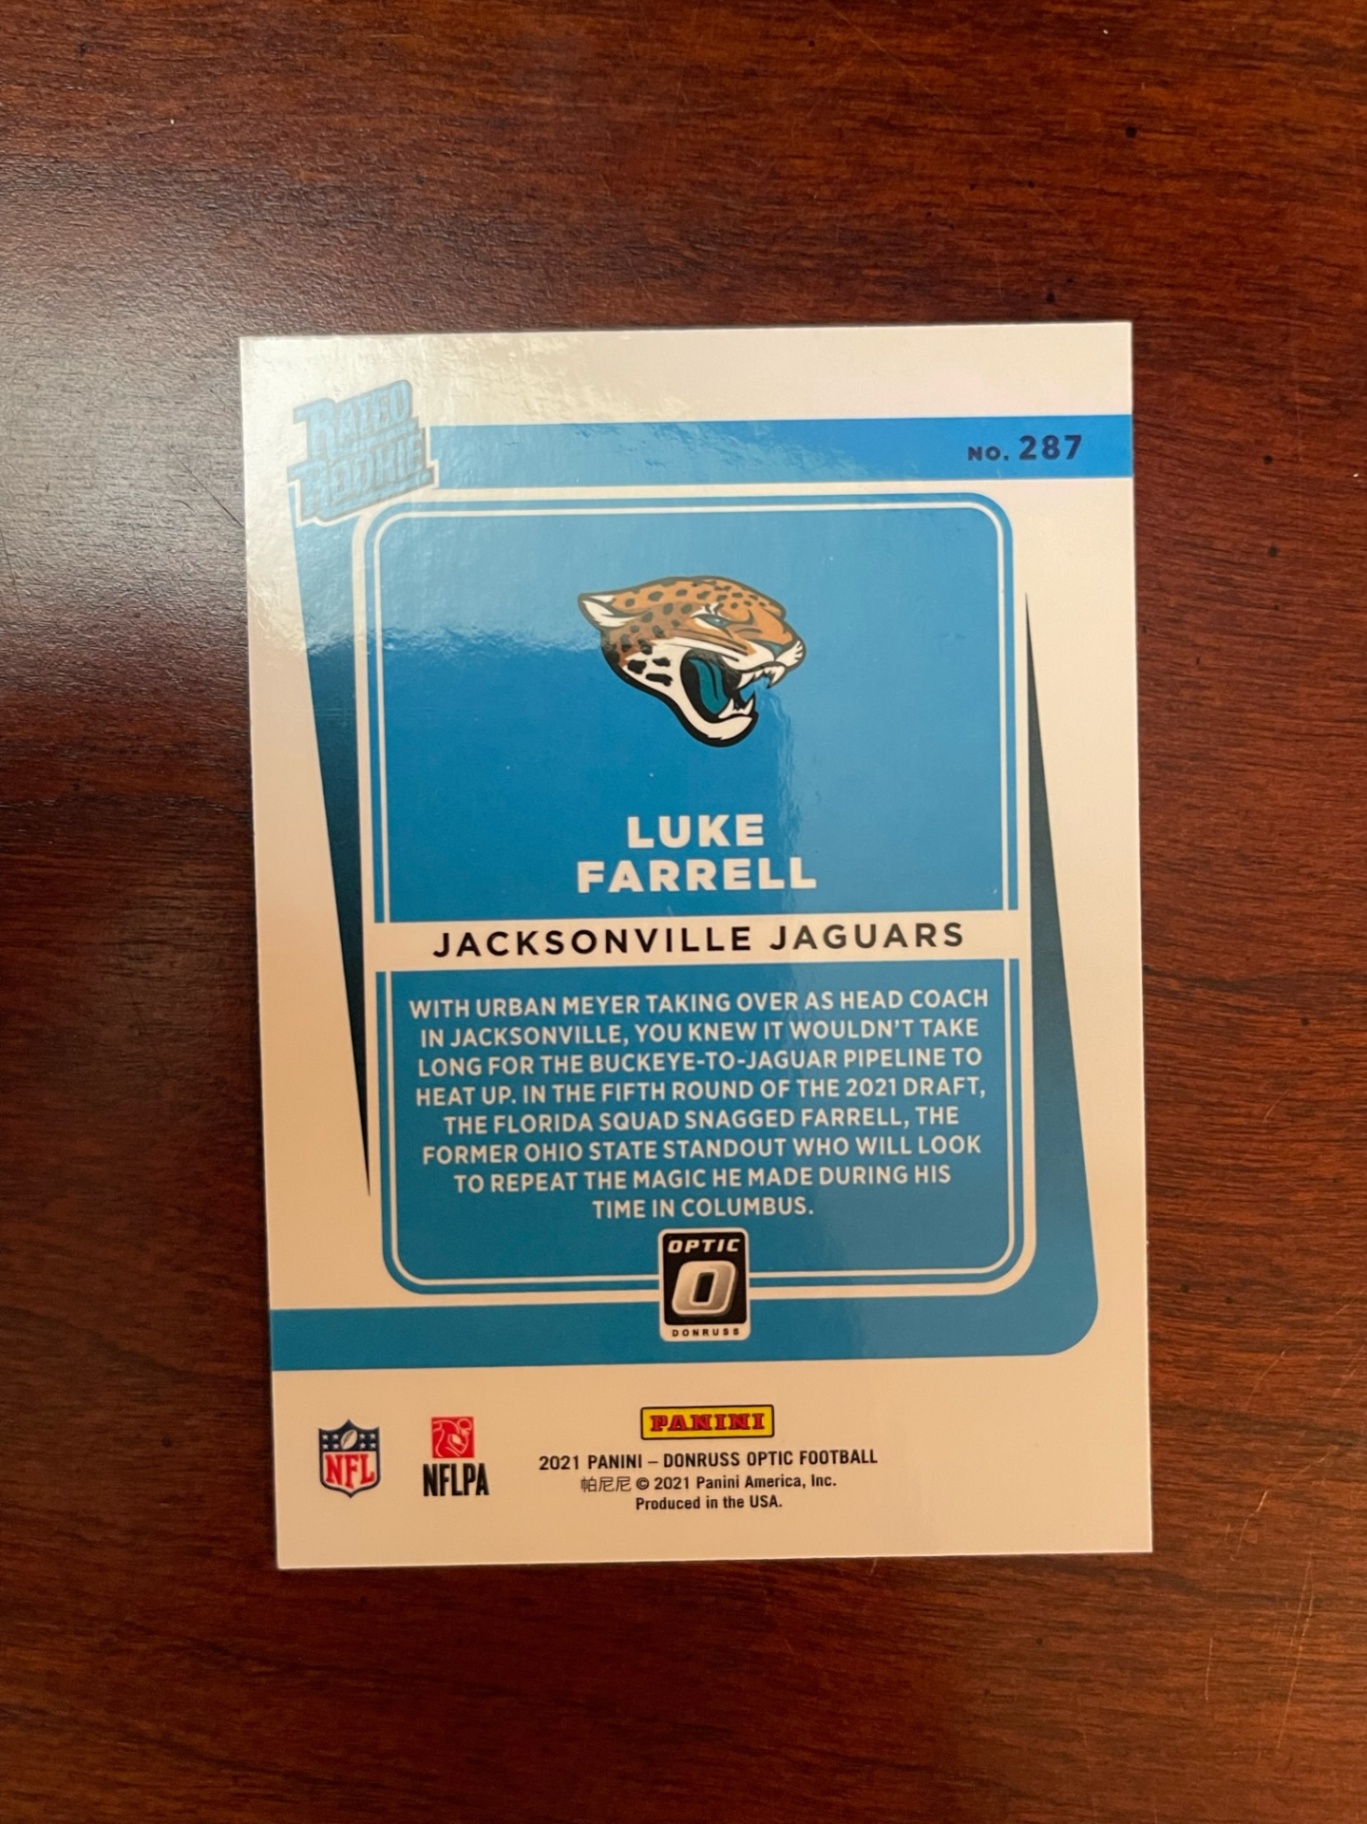 RATED
ROOKIE
NO. 287
LUKE
FARRELL
JACKSONVILLE JAGUARS
WITH URBAN MEYER TAKING OVER AS HEAD COACH
IN JACKSONVILLE, YOU KNEW IT WOULDN'T TAKE
LONG FOR THE BUCKEYE-TO-JAGUAR PIPELINE TO
HEAT UP. IN THE FIFTH ROUND OF THE 2021 DRAFT,
THE FLORIDA SQUAD SNAGGED FARRELL, THE
FORMER OHIO STATE STANDOUT WHO WILL LOOK
TO REPEAT THE MAGIC HE MADE DURING HIS
TIME IN COLUMBUS.
OPTIC
O
DONRUSS
PANINI
NFL
NFLPA
2021 PANINI – DONRUSS OPTIC FOOTBALL
帕尼尼 © 2021 Panini America, Inc.
Produced in the USA.